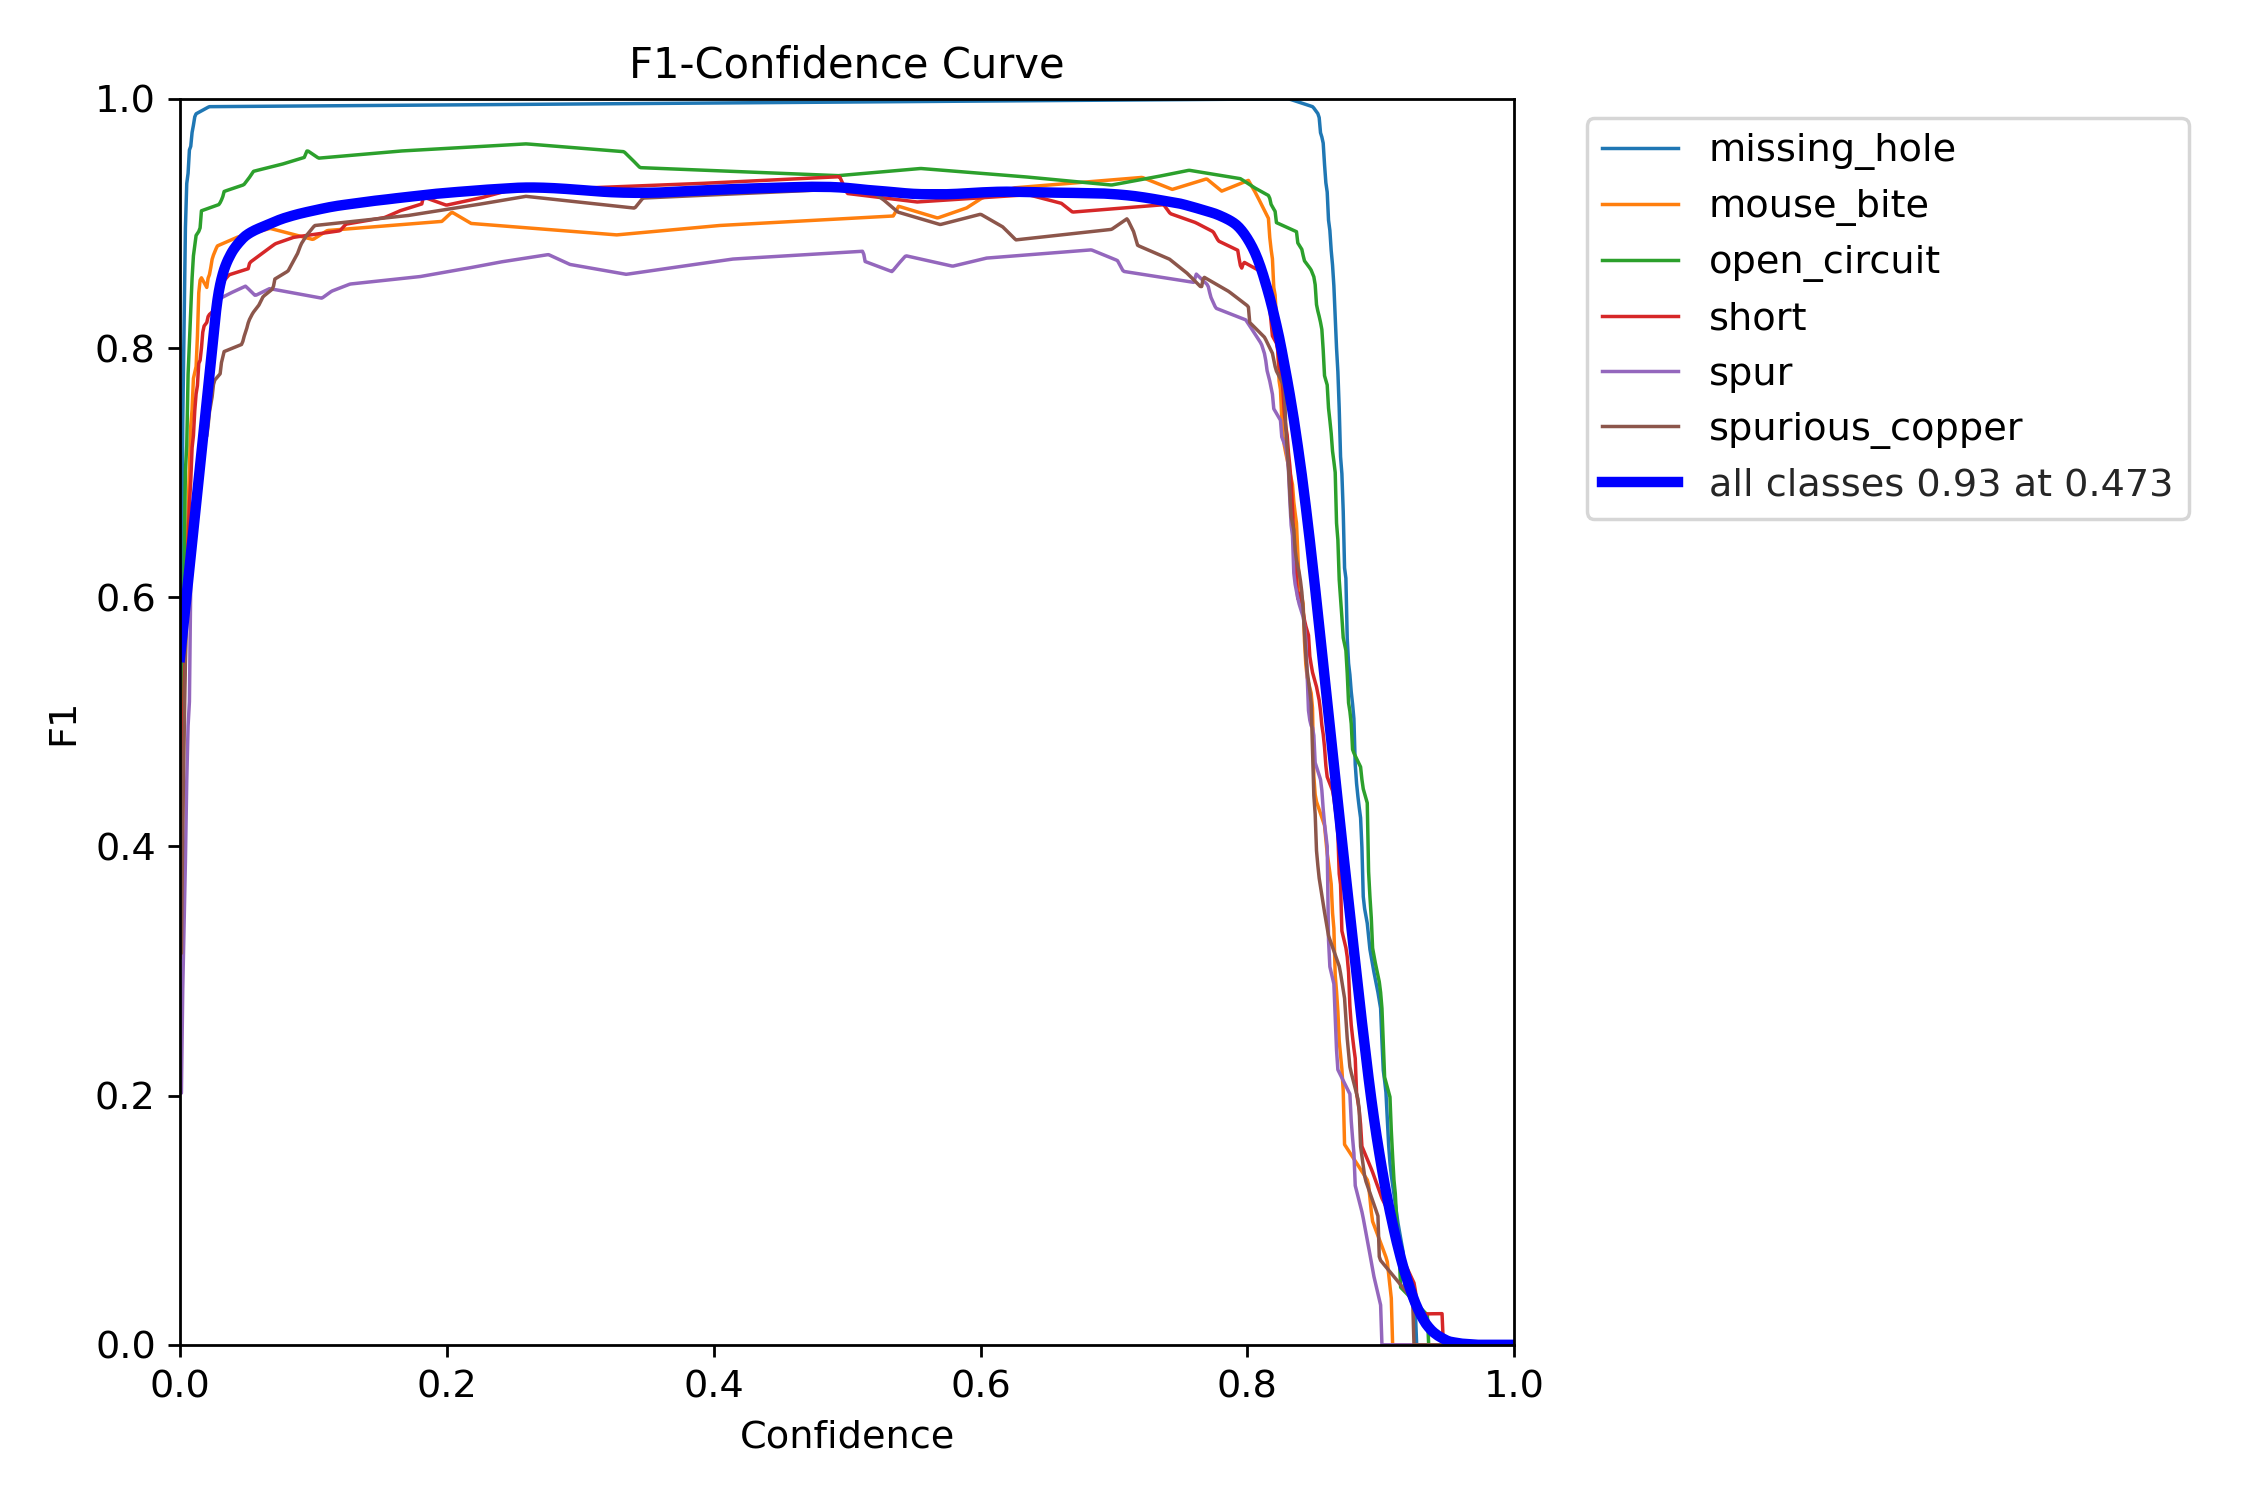 F1-Confidence Curve
1.0
0.8
0.6
0.4
0.2
0.0
F1
0.0 0.2 0.4 0.6 0.8 1.0
Confidence
missing_hole
mouse_bite
open_circuit
short
spur
spurious_copper
all classes 0.93 at 0.473